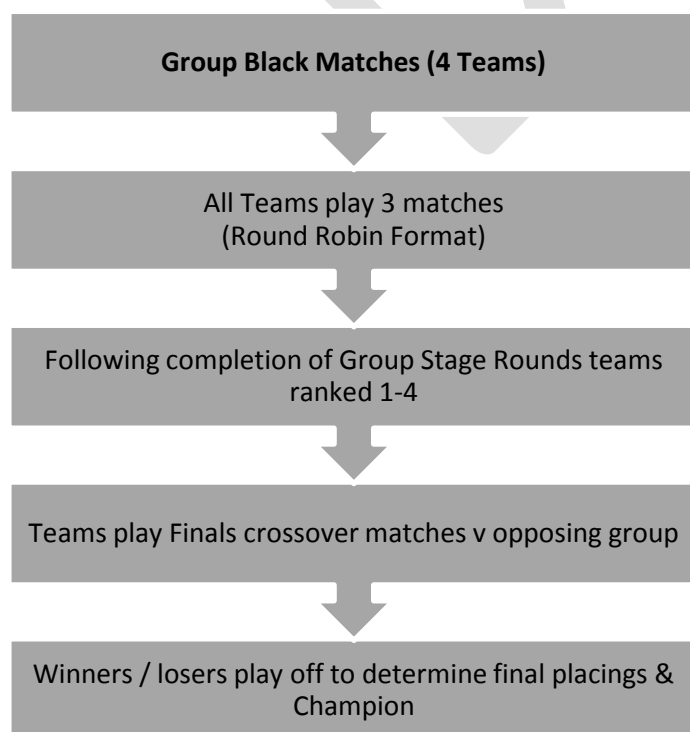 Group Black Matches (4 Teams)
All Teams play 3 matches
(Round Robin Format)
Following completion of Group Stage Rounds teams
ranked 1-4
Teams play Finals crossover matches v opposing group
Winners / losers play off to determine final placings &
Champion